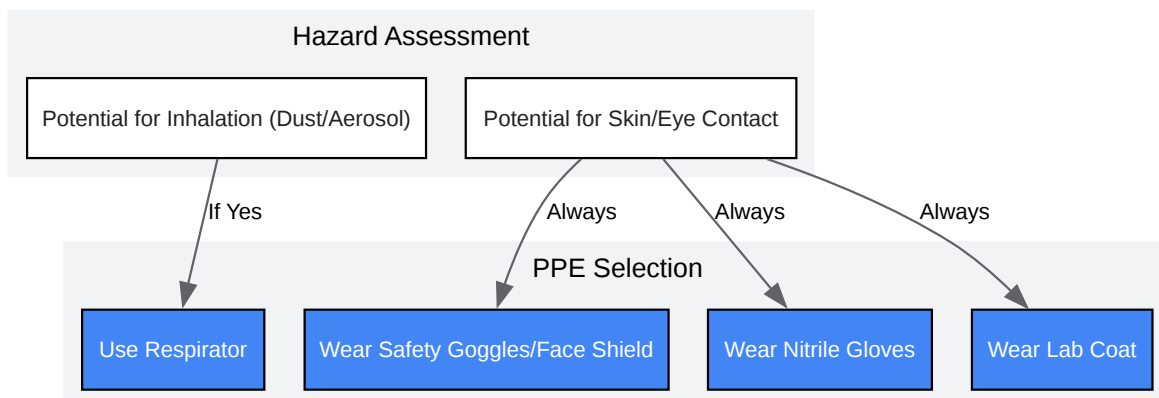 Hazard Assessment
Potential for Inhalation (Dust/Aerosol)
Potential for Skin/Eye Contact
If Yes
Always
Always
Always
PPE Selection
Use Respirator
Wear Safety Goggles/Face Shield
Wear Nitrile Gloves
Wear Lab Coat